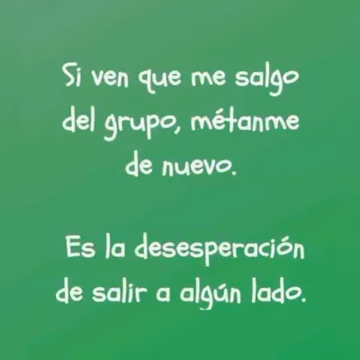 Si ven que me salgo
del grupo, métanme
de nuevo.
Es la desesperación
de salir a algún lado.